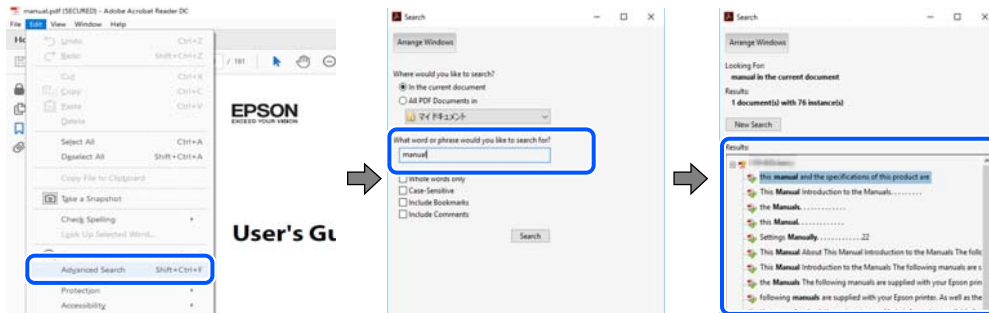 manual.pdf (SECURED) - Adobe Acrobat Reader DC
File Edit View Window Help
Undo Ctrl+Z
Redo Shift+Ctrl+Z
Cut Ctrl+X
Copy Ctrl+C
Paste Ctrl+V
Delete
Select All Ctrl+A
Deselect All Shift+Ctrl+A
Copy File to Clipboard
Take a Snapshot
Check Spelling
Look Up Selected Word...
Advanced Search Shift+Ctrl+F
Protection
Accessibility
/ 191
EPSON
EXCEED YOUR VISION
User's Gu
Search
Arrange Windows
Where would you like to search?
In the current document
All PDF Documents in
マイ ドキュメント
What word or phrase would you like to search for?
manual
Whole words only
Case-Sensitive
Include Bookmarks
Include Comments
Search
Search
Arrange Windows
Looking For:
manual in the current document
Results:
1 document(s) with 76 instance(s)
New Search
Results:
this manual and the specifications of this product are
This Manual Introduction to the Manuals.........
the Manuals.............
this Manual.............
Settings Manually.............22
This Manual About This Manual Introduction to the Manuals The follo
This Manual Introduction to the Manuals The following manuals are s
the Manuals The following manuals are supplied with your Epson prin
following manuals are supplied with your Epson printer. As well as the